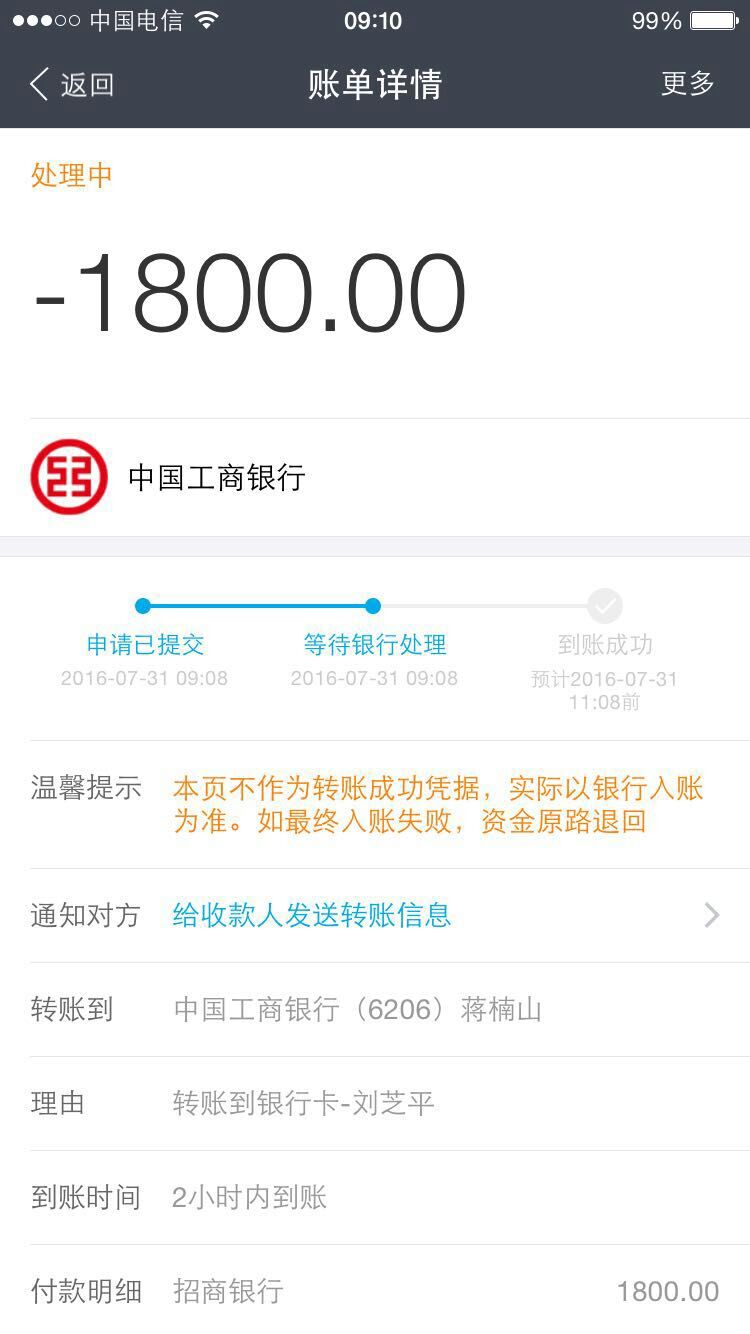 中国电信 09:10 99%
返回 账单详情 更多
处理中
-1800.00
中国工商银行
申请已提交 等待银行处理 到账成功
2016-07-31 09:08 2016-07-31 09:08 预计2016-07-31
11:08前
温馨提示 本页不作为转账成功凭据，实际以银行入账
为准。如最终入账失败，资金原路退回
通知对方 给收款人发送转账信息
转账到 中国工商银行（6206）蒋楠山
理由 转账到银行卡-刘芝平
到账时间 2小时内到账
付款明细 招商银行 1800.00